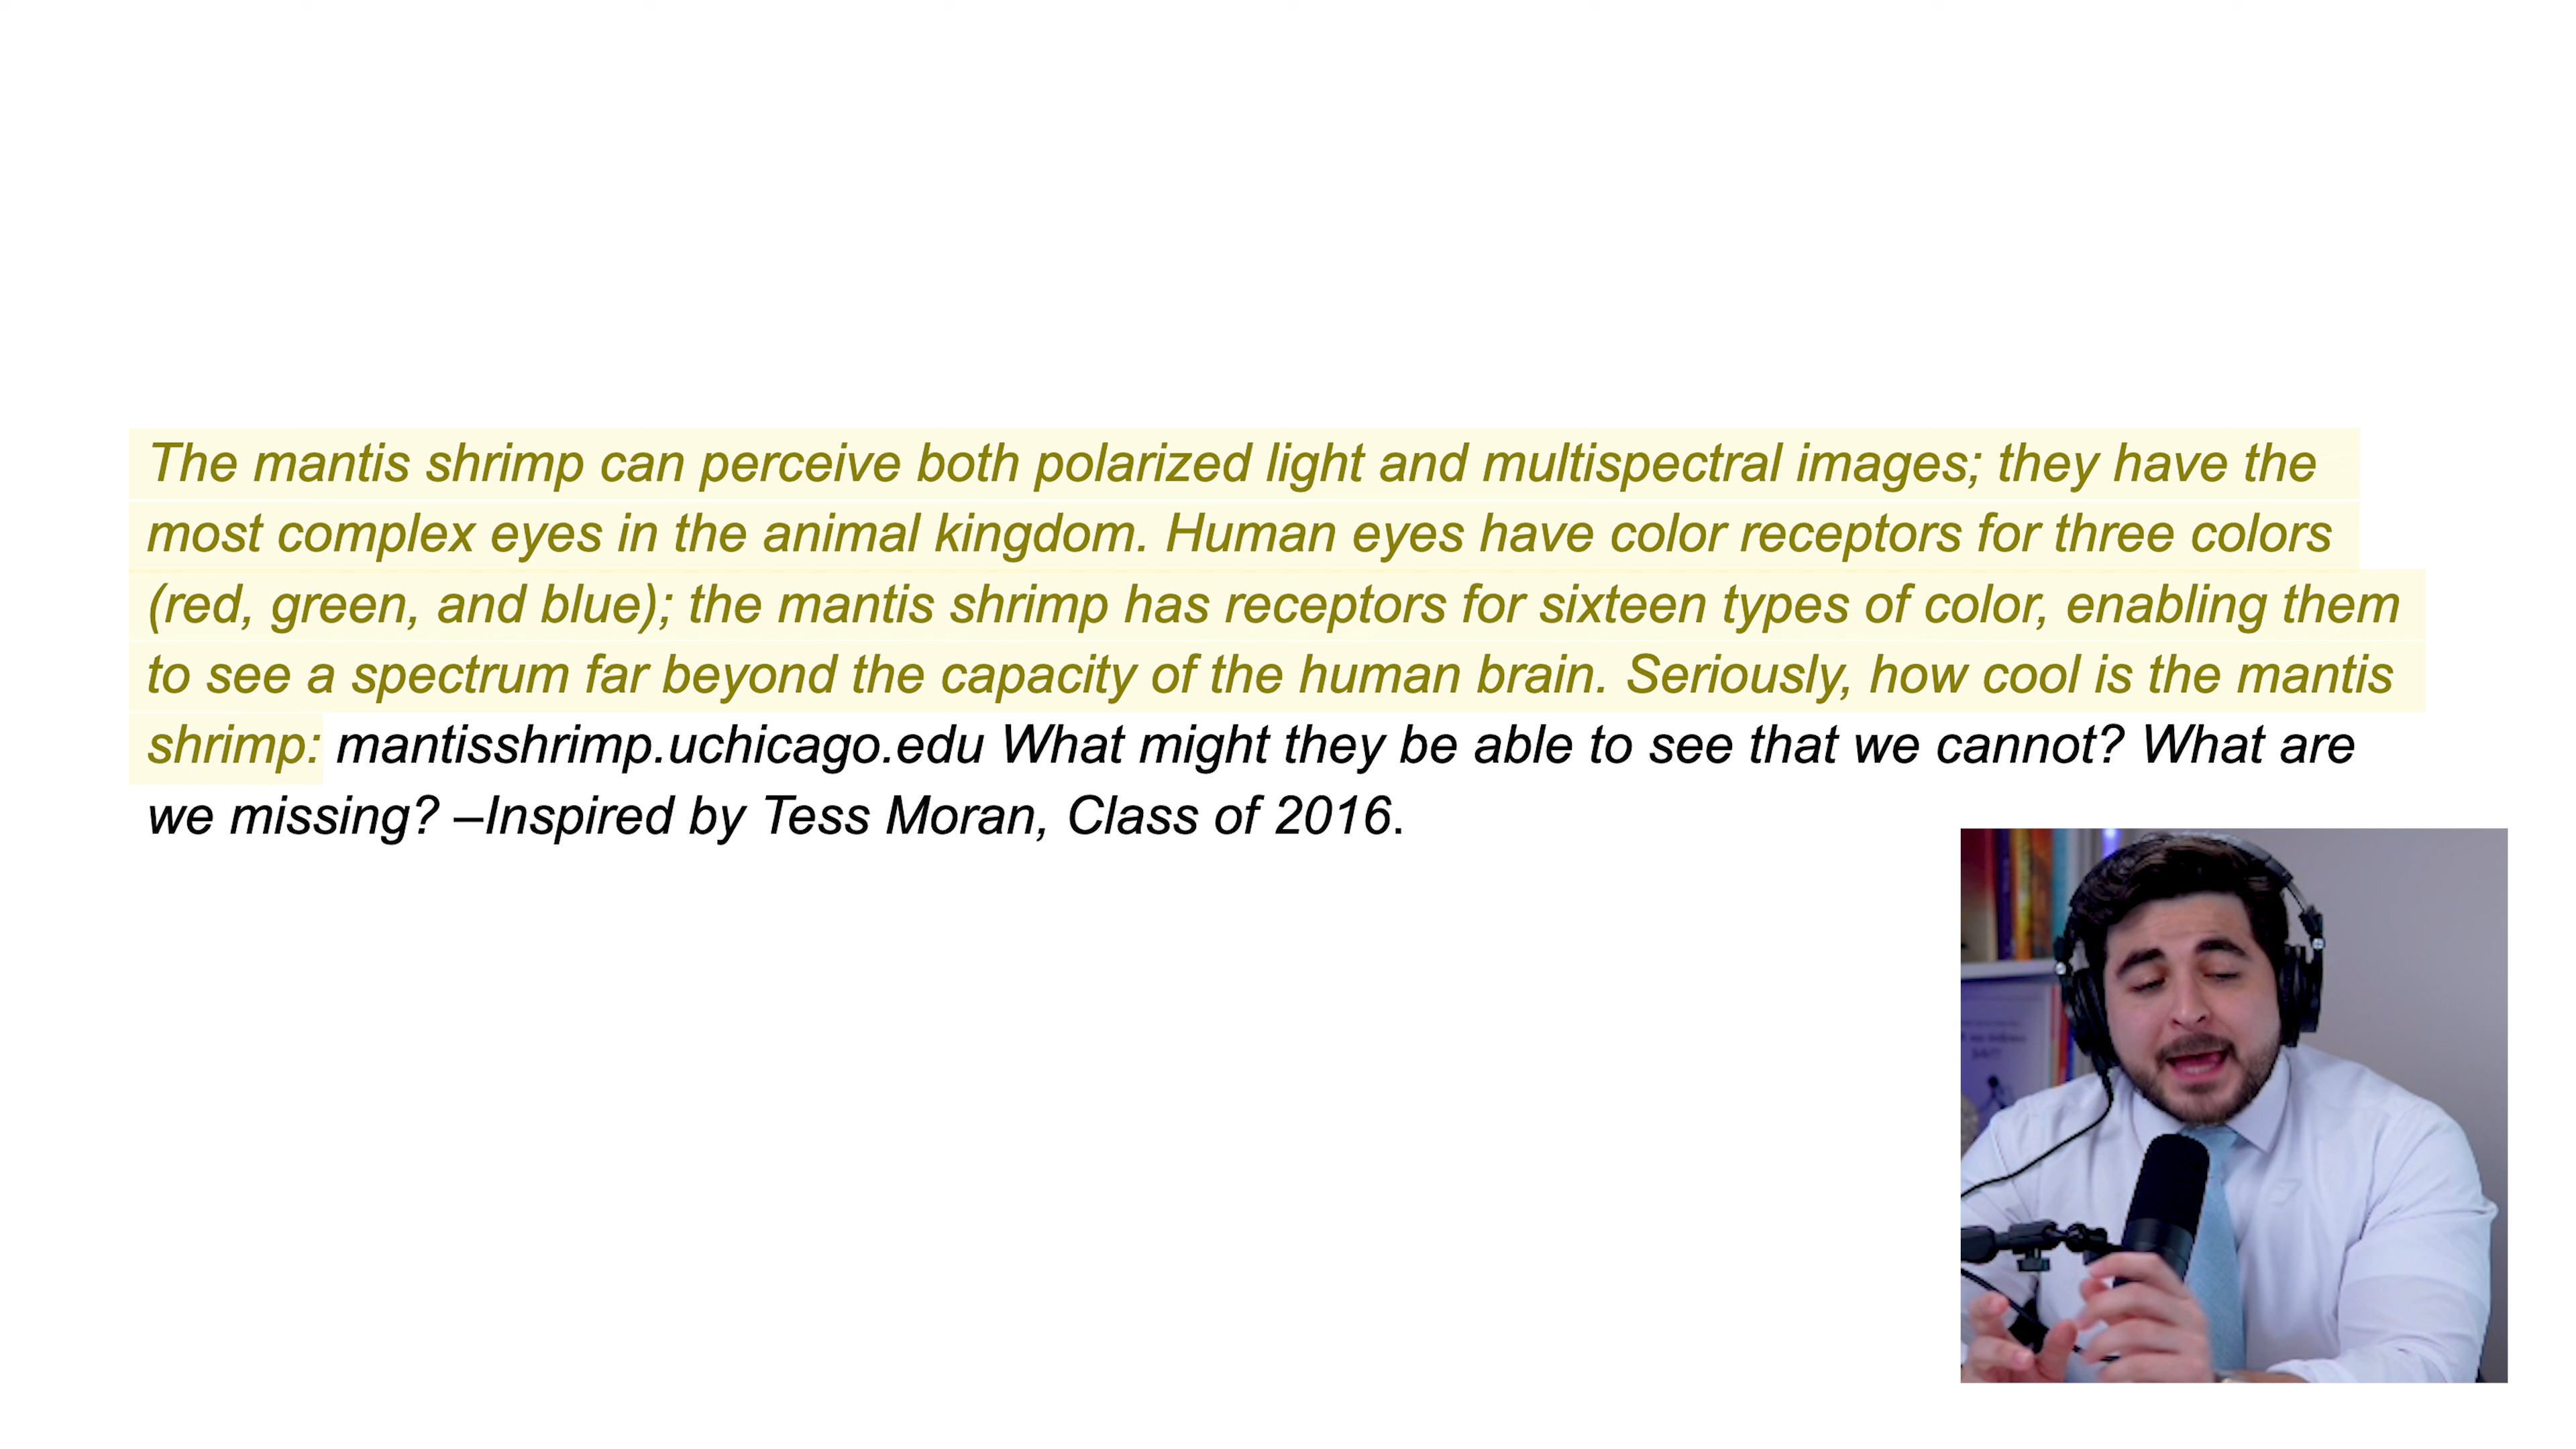 The mantis shrimp can perceive both polarized light and multispectral images; they have the
most complex eyes in the animal kingdom. Human eyes have color receptors for three colors
(red, green, and blue); the mantis shrimp has receptors for sixteen types of color, enabling them
to see a spectrum far beyond the capacity of the human brain. Seriously, how cool is the mantis
shrimp: mantisshrimp.uchicago.edu What might they be able to see that we cannot? What are
we missing? –Inspired by Tess Moran, Class of 2016.